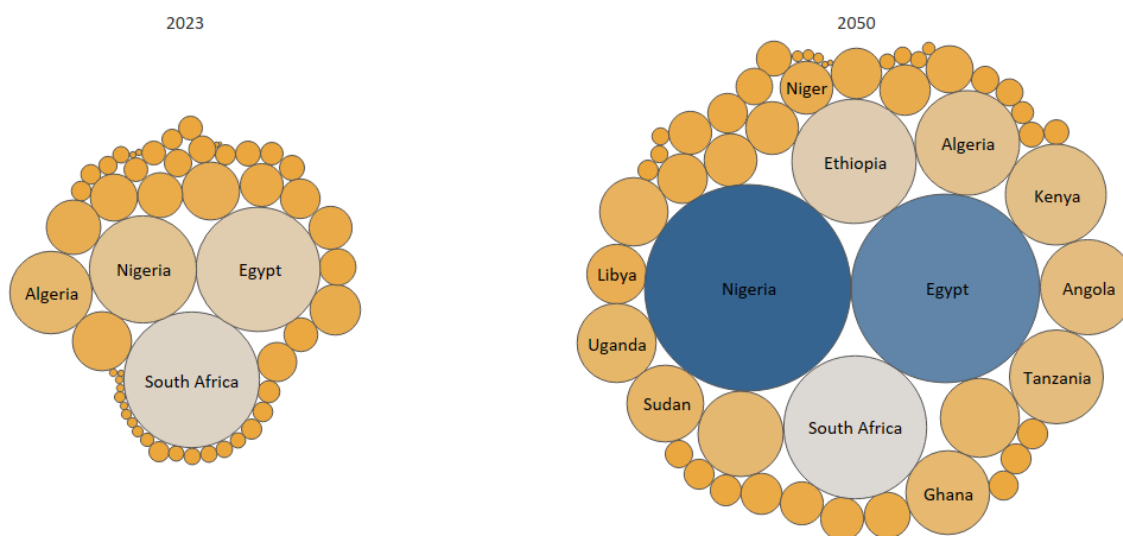 2023
2050
Nigeria
Egypt
Algeria
South Africa
Niger
Ethiopia
Algeria
Kenya
Libya
Nigeria
Egypt
Angola
Uganda
Tanzania
Sudan
South Africa
Ghana